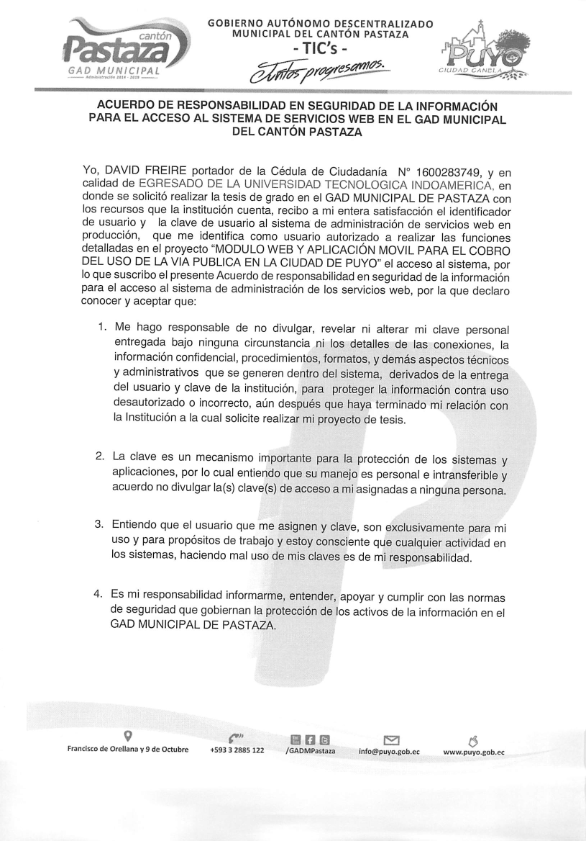 cantón
Pastaza
GAD MUNICIPAL
Administración 2019 - 2023
GOBIERNO AUTÓNOMO DESCENTRALIZADO
MUNICIPAL DEL CANTÓN PASTAZA
- TIC's -
Juntos progresamos.
PUYO
CIUDAD CANELA
ACUERDO DE RESPONSABILIDAD EN SEGURIDAD DE LA INFORMACIÓN
PARA EL ACCESO AL SISTEMA DE SERVICIOS WEB EN EL GAD MUNICIPAL
DEL CANTÓN PASTAZA
Yo, DAVID FREIRE portador de la Cédula de Ciudadanía N° 1600283749, y en
calidad de EGRESADO DE LA UNIVERSIDAD TECNOLOGICA INDOAMERICA, en
donde se solicitó realizar la tesis de grado en el GAD MUNICIPAL DE PASTAZA con
los recursos que la institución cuenta, recibo a mi entera satisfacción el identificador
de usuario y la clave de usuario al sistema de administración de servicios web en
producción, que me identifica como usuario autorizado a realizar las funciones
detalladas en el proyecto “MODULO WEB Y APLICACIÓN MOVIL PARA EL COBRO
DEL USO DE LA VIA PUBLICA EN LA CIUDAD DE PUYO” el acceso al sistema, por
lo que suscribo el presente Acuerdo de responsabilidad en seguridad de la información
para el acceso al sistema de administración de los servicios web, por la que declaro
conocer y aceptar que:
1. Me hago responsable de no divulgar, revelar ni alterar mi clave personal
entregada bajo ninguna circunstancia ni los detalles de las conexiones, la
información confidencial, procedimientos, formatos, y demás aspectos técnicos
y administrativos que se generen dentro del sistema, derivados de la entrega
del usuario y clave de la institución, para proteger la información contra uso
desautorizado o incorrecto, aún después que haya terminado mi relación con
la Institución a la cual solicite realizar mi proyecto de tesis.
2. La clave es un mecanismo importante para la protección de los sistemas y
aplicaciones, por lo cual entiendo que su manejo es personal e intransferible y
acuerdo no divulgar la(s) clave(s) de acceso a mi asignadas a ninguna persona.
3. Entiendo que el usuario que me asignen y clave, son exclusivamente para mi
uso y para propósitos de trabajo y estoy consciente que cualquier actividad en
los sistemas, haciendo mal uso de mis claves es de mi responsabilidad.
4. Es mi responsabilidad informarme, entender, apoyar y cumplir con las normas
de seguridad que gobiernan la protección de los activos de la información en el
GAD MUNICIPAL DE PASTAZA.
Francisco de Orellana y 9 de Octubre
+593 3 2885 122
/GADMPastaza
info@puyo.gob.ec
www.puyo.gob.ec